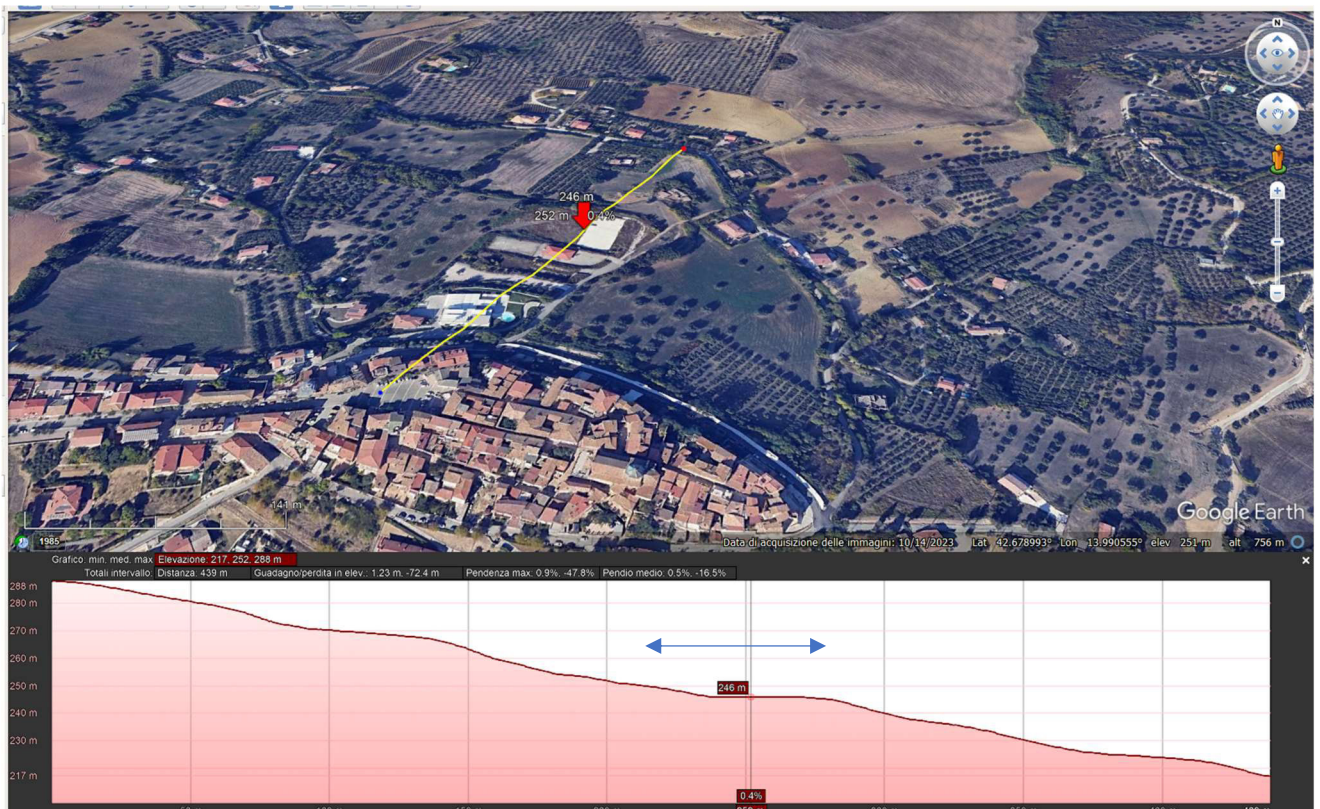 N
246 m
252 m 0.4%
141 m
Google Earth
1985
Data di acquisizione delle immagini: 10/14/2023 Lat 42.678993° Lon 13.990555° elev 251 m alt 756 m
Grafico: min, med, max Elevazione: 217, 252, 288 m
Totali intervallo: Distanza: 439 m Guadagno/perdita in elev.: 1.23 m, -72.4 m Pendenza max: 0.9%, -47.8% Pendio medio: 0.5%, -16.5%
288 m
280 m
270 m
260 m
250 m
246 m
240 m
230 m
217 m
0.4%